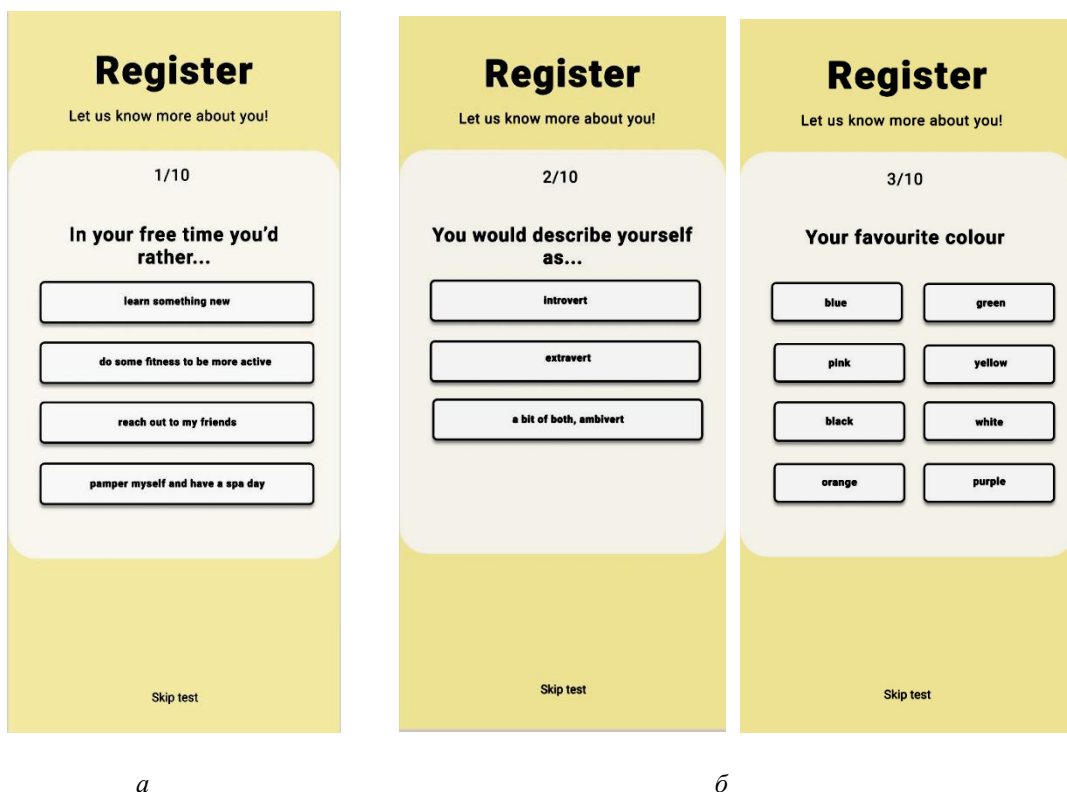 Register
Let us know more about you!
1/10
In your free time you’d
rather...
learn something new
do some fitness to be more active
reach out to my friends
pamper myself and have a spa day
Skip test
Register
Let us know more about you!
2/10
You would describe yourself
as...
introvert
extravert
a bit of both, ambivert
Skip test
Register
Let us know more about you!
3/10
Your favourite colour
blue
green
pink
yellow
black
white
orange
purple
Skip test
а
б